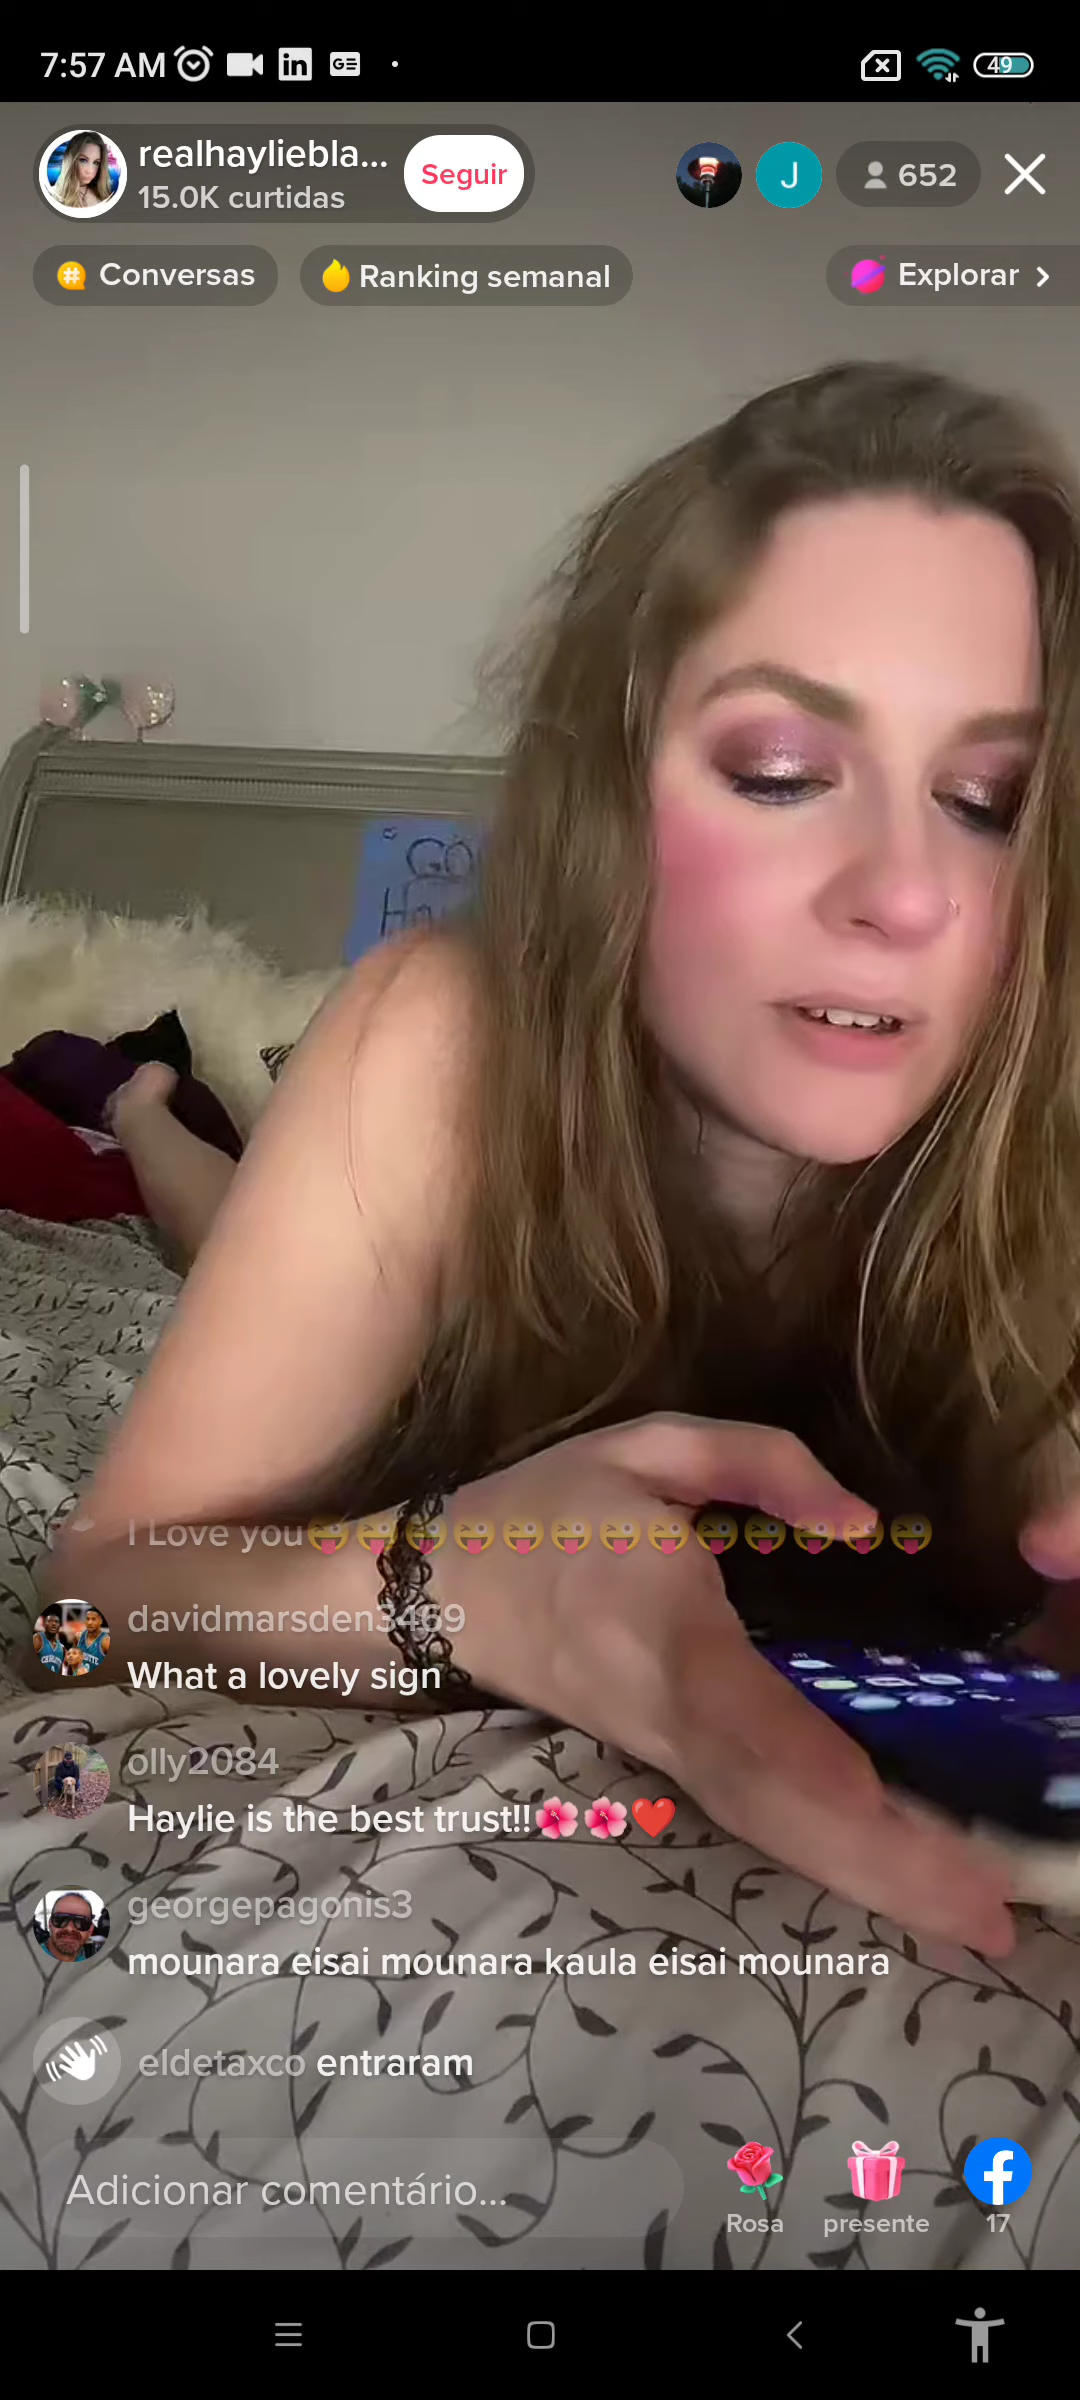 7:57 AM
49
realhayliebla...
15.0K curtidas
Seguir
J
652
Conversas
Ranking semanal
Explorar
I Love you😜😜😜😜😜😜😜😜😜😜😜😜😜
davidmarsden3469
What a lovely sign
olly2084
Haylie is the best trust!!🌺🌺❤️
georgepagonis3
mounara eisai mounara kaula eisai mounara
eldetaxco entraram
Adicionar comentário...
Rosa
presente
17